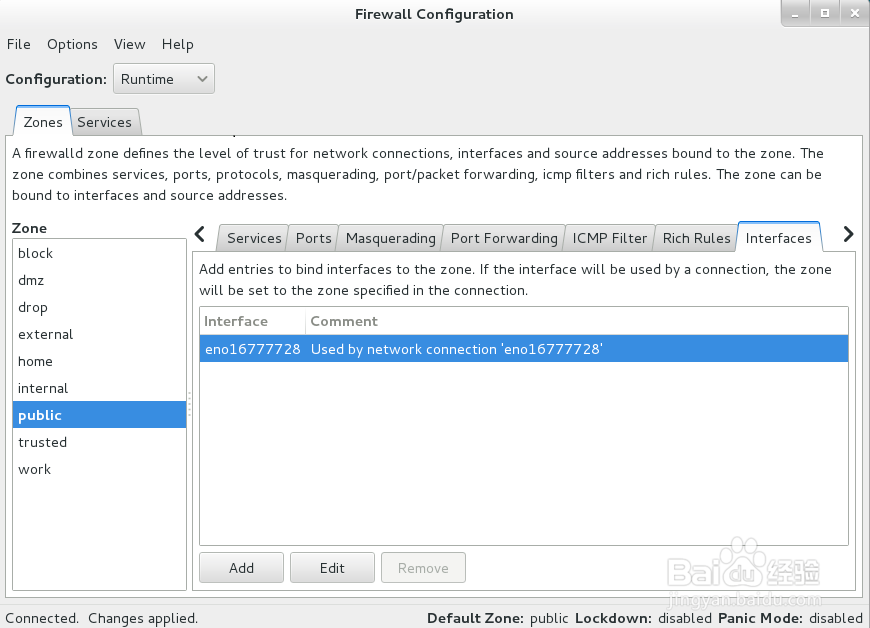 Firewall Configuration
File Options View Help
Configuration: Runtime
Zones Services
A firewalld zone defines the level of trust for network connections, interfaces and source addresses bound to the zone. The
zone combines services, ports, protocols, masquerading, port/packet forwarding, icmp filters and rich rules. The zone can be
bound to interfaces and source addresses.
Zone
block
dmz
drop
external
home
internal
public
trusted
work
Services Ports Masquerading Port Forwarding ICMP Filter Rich Rules Interfaces
Add entries to bind interfaces to the zone. If the interface will be used by a connection, the zone
will be set to the zone specified in the connection.
Interface Comment
eno16777728 Used by network connection 'eno16777728'
Add Edit Remove
Baidu经验
jingyan.baidu.com
Connected. Changes applied.
Default Zone: public Lockdown: disabled Panic Mode: disabled